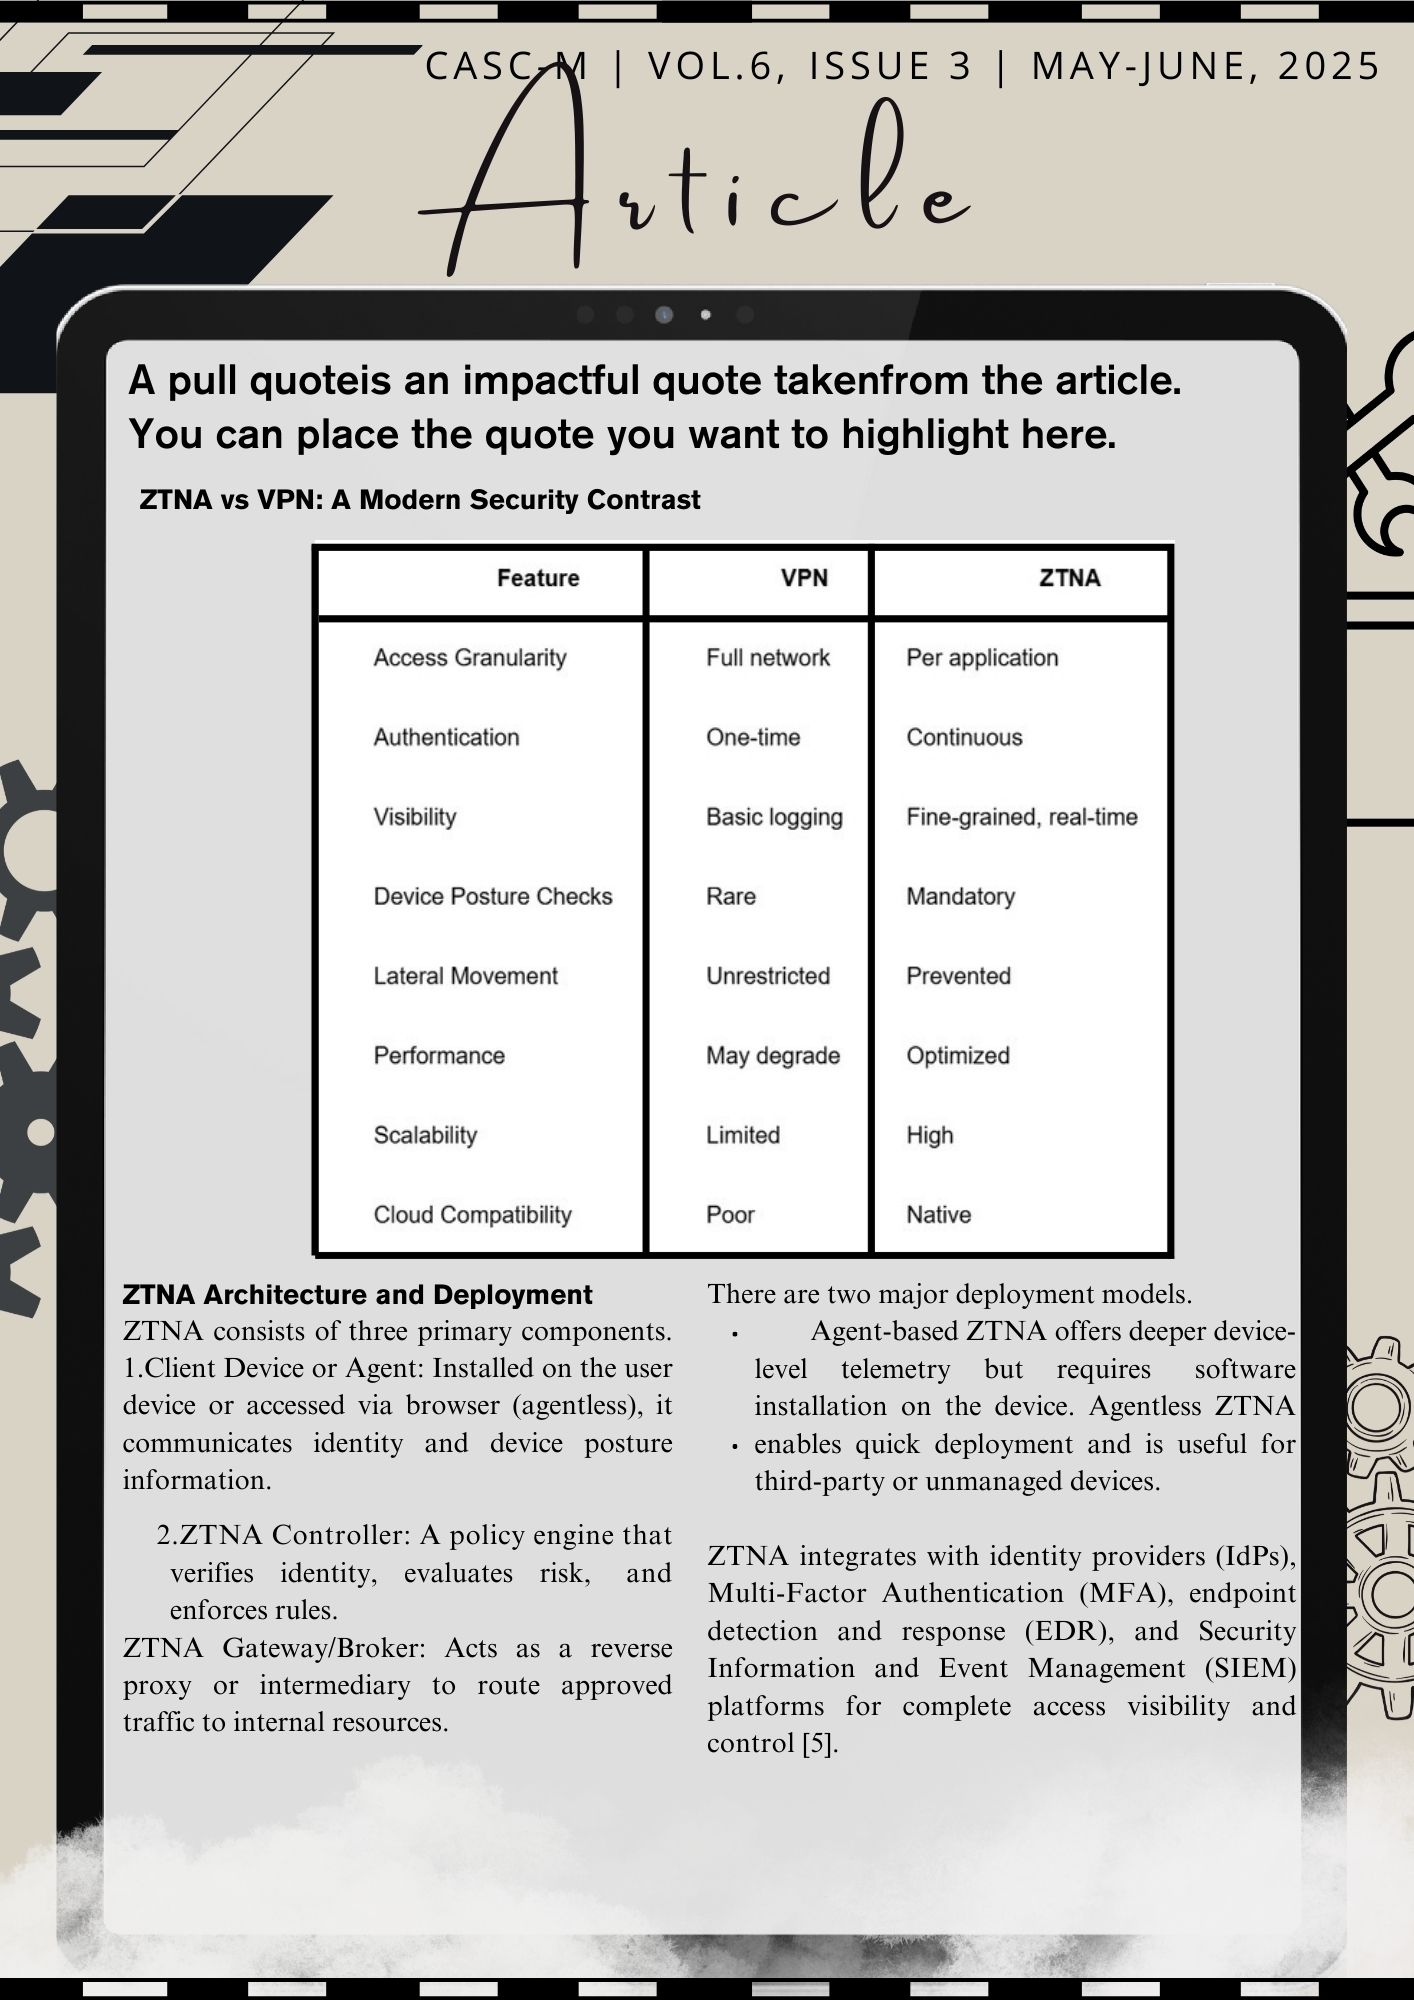 CASC-M | VOL.6, ISSUE 3 | MAY-JUNE, 2025
Article
A pull quoteis an impactful quote takenfrom the article.
You can place the quote you want to highlight here.
ZTNA vs VPN: A Modern Security Contrast
Feature VPN ZTNA
Access Granularity Full network Per application
Authentication One-time Continuous
Visibility Basic logging Fine-grained, real-time
Device Posture Checks Rare Mandatory
Lateral Movement Unrestricted Prevented
Performance May degrade Optimized
Scalability Limited High
Cloud Compatibility Poor Native
ZTNA Architecture and Deployment
ZTNA consists of three primary components.
1.Client Device or Agent: Installed on the user
device or accessed via browser (agentless), it
communicates identity and device posture
information.
2.ZTNA Controller: A policy engine that
verifies identity, evaluates risk, and
enforces rules.
ZTNA Gateway/Broker: Acts as a reverse
proxy or intermediary to route approved
traffic to internal resources.
There are two major deployment models.
• Agent-based ZTNA offers deeper device-
level telemetry but requires software
installation on the device. Agentless ZTNA
• enables quick deployment and is useful for
third-party or unmanaged devices.
ZTNA integrates with identity providers (IdPs),
Multi-Factor Authentication (MFA), endpoint
detection and response (EDR), and Security
Information and Event Management (SIEM)
platforms for complete access visibility and
control [5].